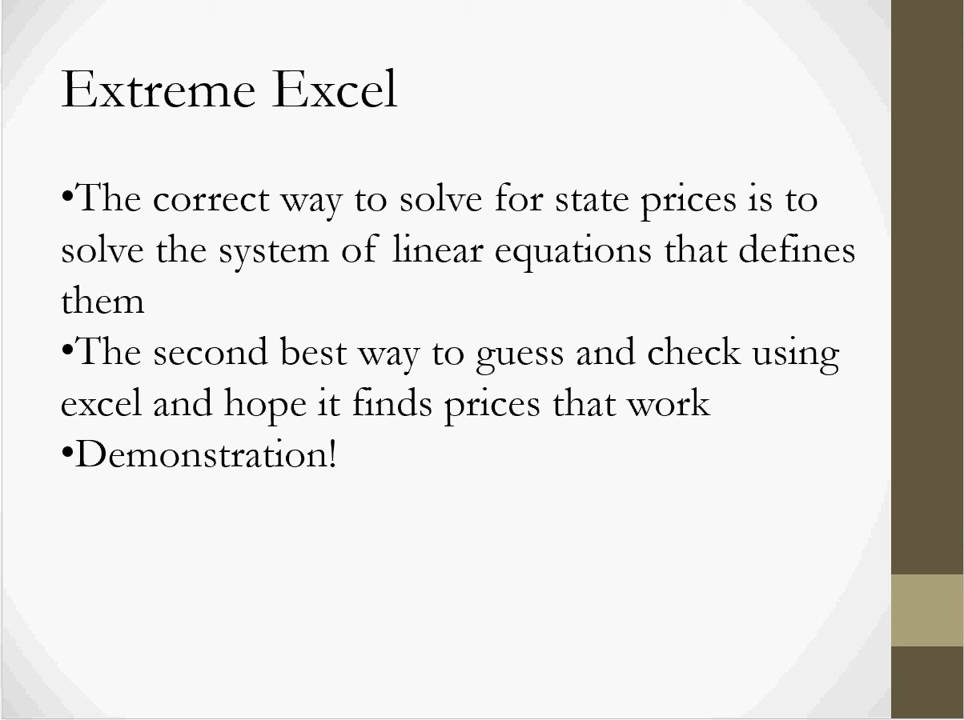 Extreme Excel
•The correct way to solve for state prices is to
solve the system of linear equations that defines
them
•The second best way to guess and check using
excel and hope it finds prices that work
•Demonstration!